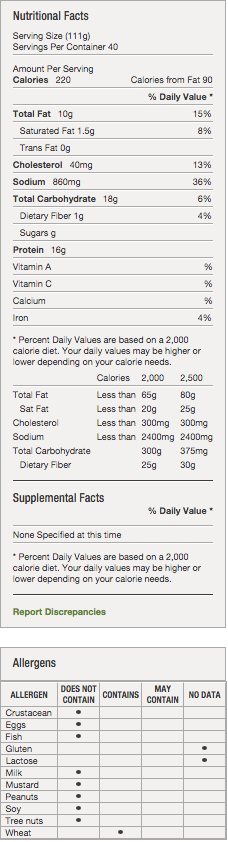 Nutritional Facts
Serving Size (111g)
Servings Per Container 40
Amount Per Serving
Calories 220 Calories from Fat 90
% Daily Value *
Total Fat 10g 15%
Saturated Fat 1.5g 8%
Trans Fat 0g
Cholesterol 40mg 13%
Sodium 860mg 36%
Total Carbohydrate 18g 6%
Dietary Fiber 1g 4%
Sugars g
Protein 16g
Vitamin A %
Vitamin C %
Calcium %
Iron 4%
* Percent Daily Values are based on a 2,000
calorie diet. Your daily values may be higher or
lower depending on your calorie needs.
Calories 2,000 2,500
Total Fat Less than 65g 80g
Sat Fat Less than 20g 25g
Cholesterol Less than 300mg 300mg
Sodium Less than 2400mg 2400mg
Total Carbohydrate 300g 375mg
Dietary Fiber 25g 30g
Supplemental Facts
% Daily Value *
None Specified at this time
* Percent Daily Values are based on a 2,000
calorie diet. Your daily values may be higher or
lower depending on your calorie needs.
Report Discrepancies
Allergens
ALLERGEN DOES NOT CONTAIN CONTAINS MAY CONTAIN NO DATA
Crustacean •
Eggs •
Fish •
Gluten •
Lactose •
Milk •
Mustard •
Peanuts •
Soy •
Tree nuts •
Wheat •